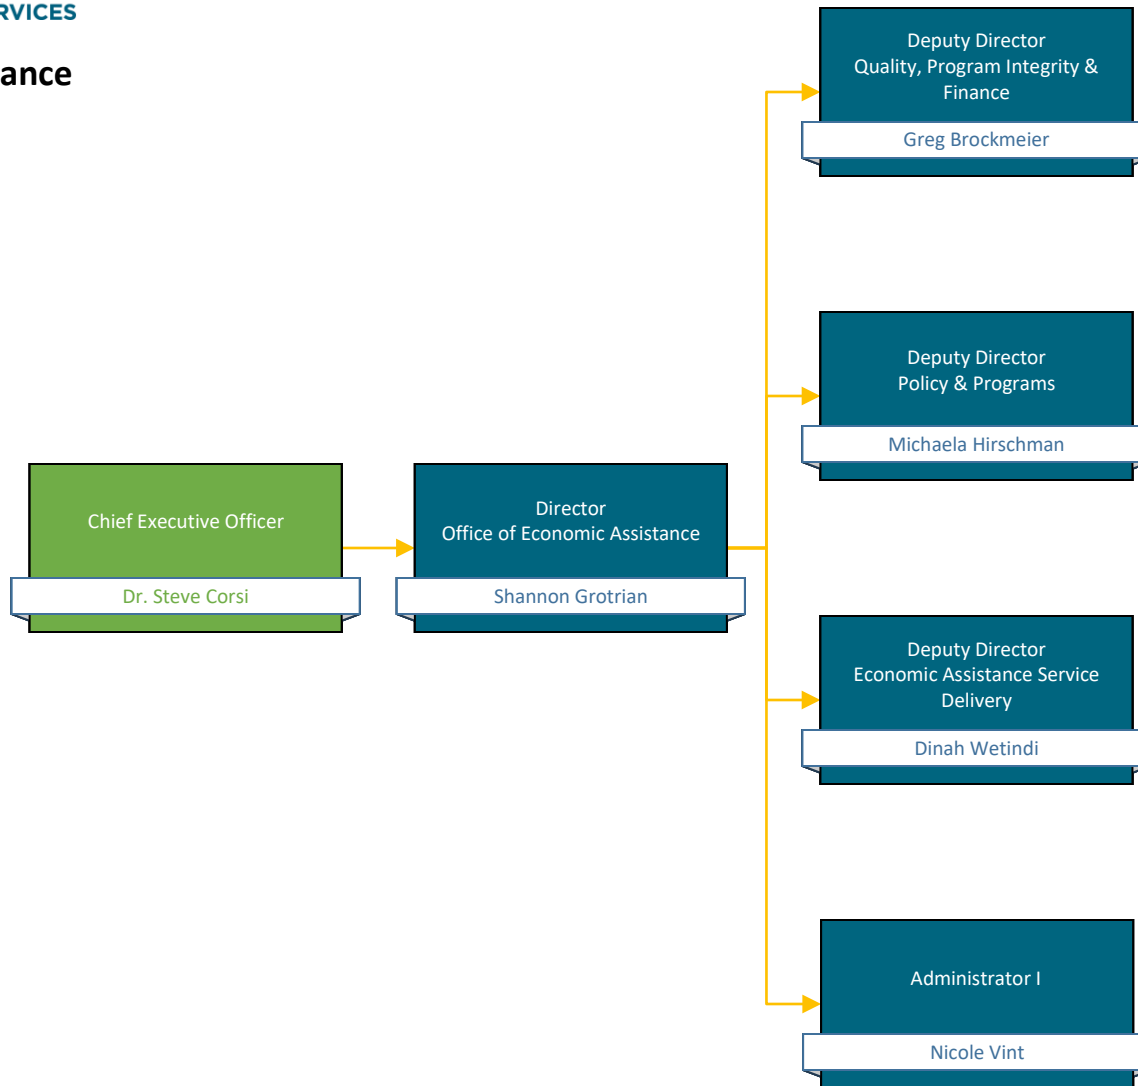 RVICES
ance
Deputy Director
Quality, Program Integrity &
Finance
Greg Brockmeier
Deputy Director
Policy & Programs
Michaela Hirschman
Chief Executive Officer
Dr. Steve Corsi
Director
Office of Economic Assistance
Shannon Grotrian
Deputy Director
Economic Assistance Service
Delivery
Dinah Wetindi
Administrator I
Nicole Vint